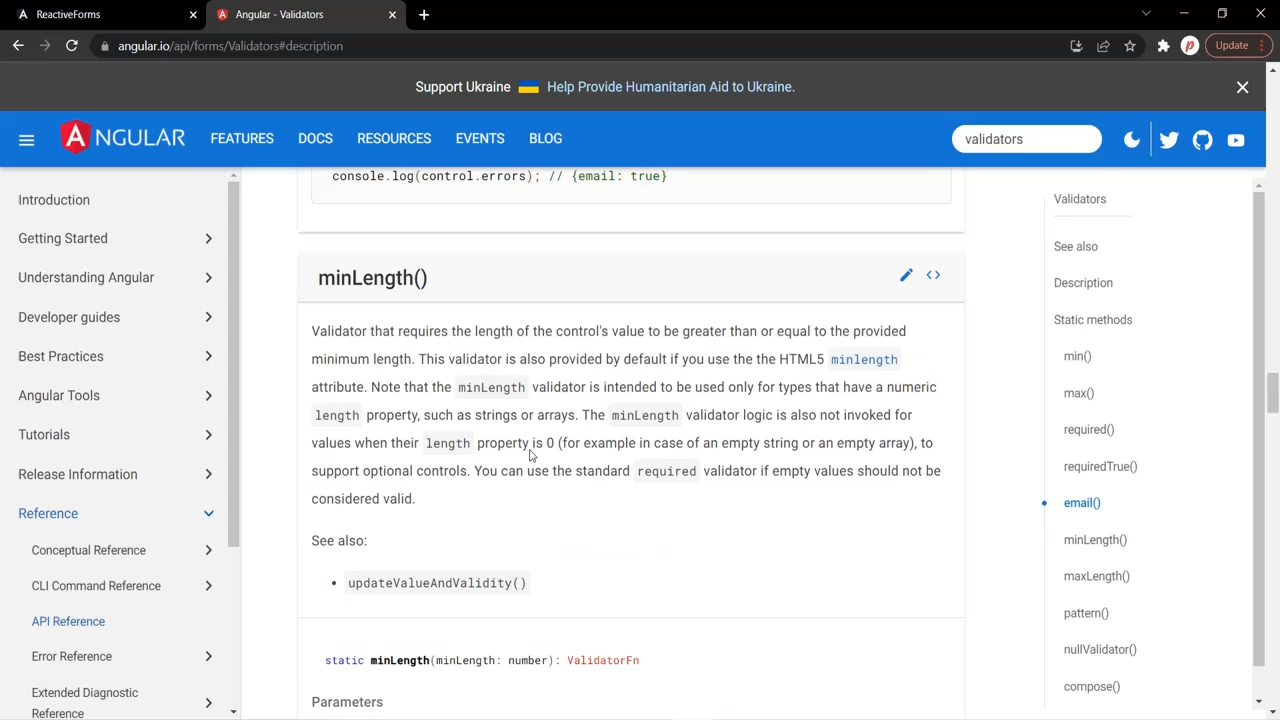 ReactiveForms
Angular - Validators
angular.io/api/forms/Validators#description
Update
Support Ukraine Help Provide Humanitarian Aid to Ukraine.
ANGULAR
FEATURES
DOCS
RESOURCES
EVENTS
BLOG
validators
Introduction
Getting Started
Understanding Angular
Developer guides
Best Practices
Angular Tools
Tutorials
Release Information
Reference
Conceptual Reference
CLI Command Reference
API Reference
Error Reference
Extended Diagnostic
Reference
console.log(control.errors); // {email: true}
minLength()
Validator that requires the length of the control's value to be greater than or equal to the provided
minimum length. This validator is also provided by default if you use the the HTML5 minlength
attribute. Note that the minLength validator is intended to be used only for types that have a numeric
length property, such as strings or arrays. The minLength validator logic is also not invoked for
values when their length property is 0 (for example in case of an empty string or an empty array), to
support optional controls. You can use the standard required validator if empty values should not be
considered valid.
See also:
• updateValueAndValidity()
static minLength(minLength: number): ValidatorFn
Parameters
Validators
See also
Description
Static methods
min()
max()
required()
requiredTrue()
email()
minLength()
maxLength()
pattern()
nullValidator()
compose()